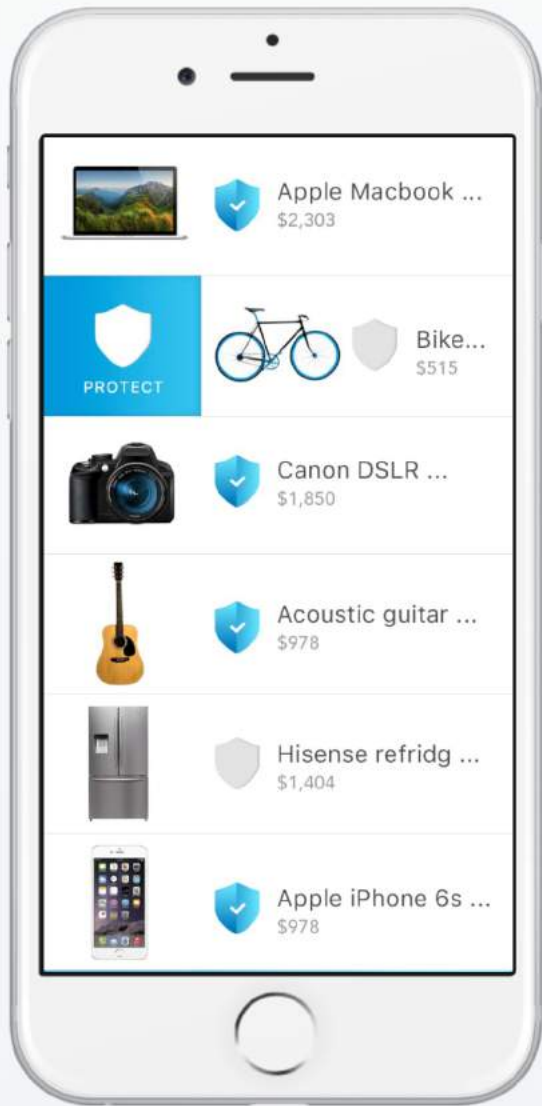 Apple Macbook ...
$2,303
PROTECT
Bike...
$515
Canon DSLR ...
$1,850
Acoustic guitar ...
$978
Hisense refridg ...
$1,404
Apple iPhone 6s ...
$978